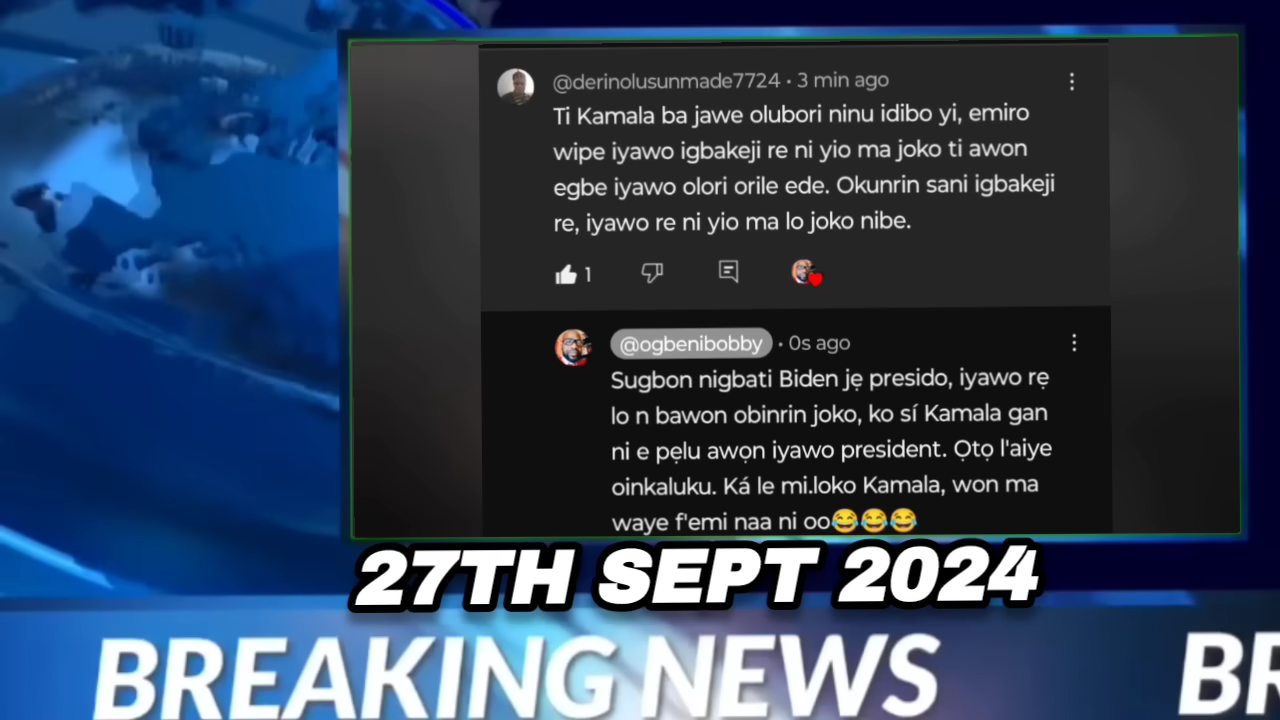 @derinolusunmade7724 · 3 min ago
Ti Kamala ba jawe olubori ninu idibo yi, emiro
wipe iyawo igbakeji re ni yio ma joko ti awon
egbe iyawo olori orile ede. Okunrin sani igbakeji
re, iyawo re ni yio ma lo joko nibe.
1
@ogbenibobby · 0s ago
Sugbon nigbati Biden jẹ presido, iyawo rẹ
lo n bawon obinrin joko, ko sí Kamala gan
ni e pẹlu awọn iyawo president. Ọtọ l'aiye
oinkaluku. Ká le mi.loko Kamala, won ma
waye f'emi naa ni oo😂😂😂
27TH SEPT 2024
BREAKING NEWS BR